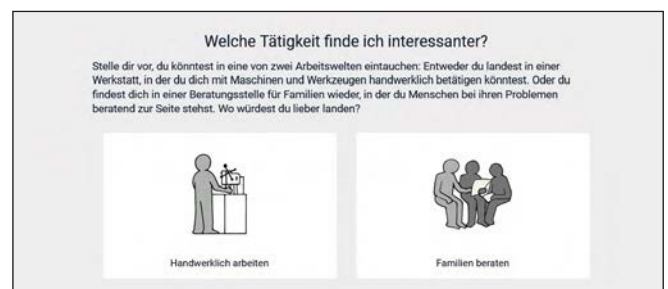 Welche Tätigkeit finde ich interessanter?
Stelle dir vor, du könntest in eine von zwei Arbeitswelten eintauchen: Entweder du landest in einer
Werkstatt, in der du dich mit Maschinen und Werkzeugen handwerklich betätigen könntest. Oder du
findest dich in einer Beratungsstelle für Familien wieder, in der du Menschen bei ihren Problemen
beratend zur Seite stehst. Wo würdest du lieber landen?
Handwerklich arbeiten
Familien beraten